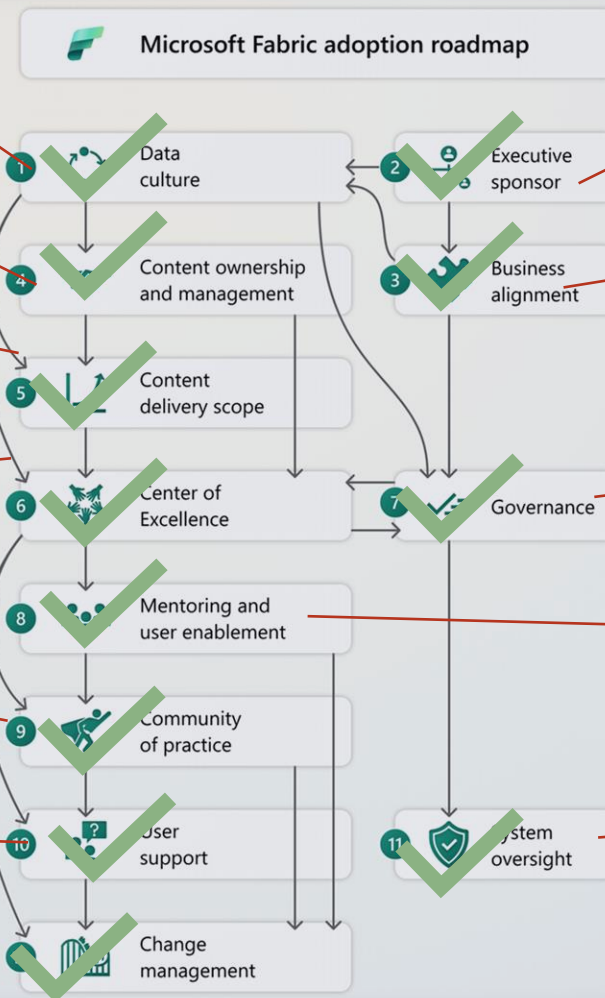 Microsoft Fabric adoption roadmap
1
Data
culture
2
Executive
sponsor
4
Content ownership
and management
3
Business
alignment
5
Content
delivery scope
6
Center of
Excellence
7
Governance
8
Mentoring and
user enablement
9
Community
of practice
10
User
support
11
System
oversight
Change
management